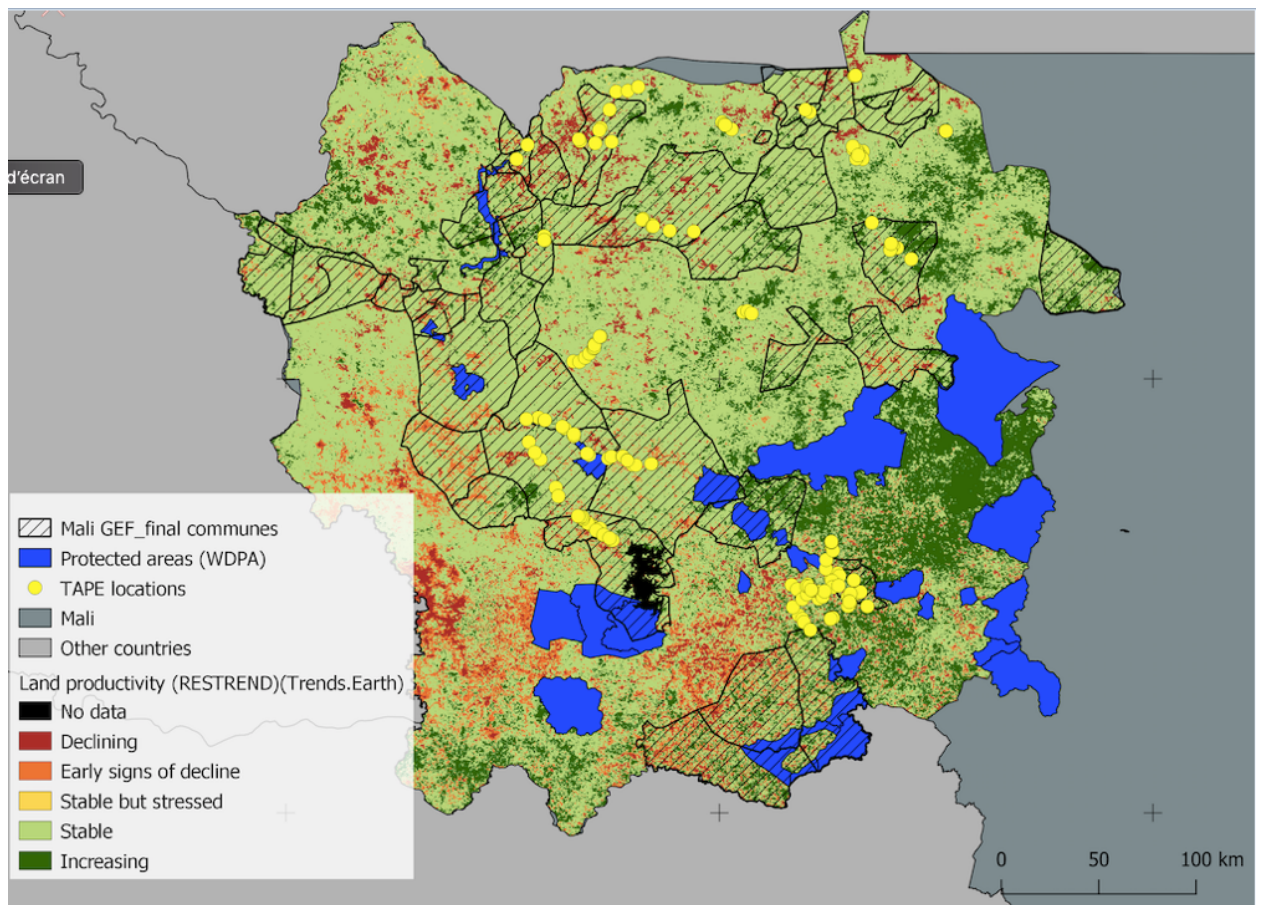 d'écran
Mali GEF_final communes
Protected areas (WDPA)
TAPE locations
Mali
Other countries
Land productivity (RESTREND)(Trends.Earth)
No data
Declining
Early signs of decline
Stable but stressed
Stable
Increasing
0 50 100 km